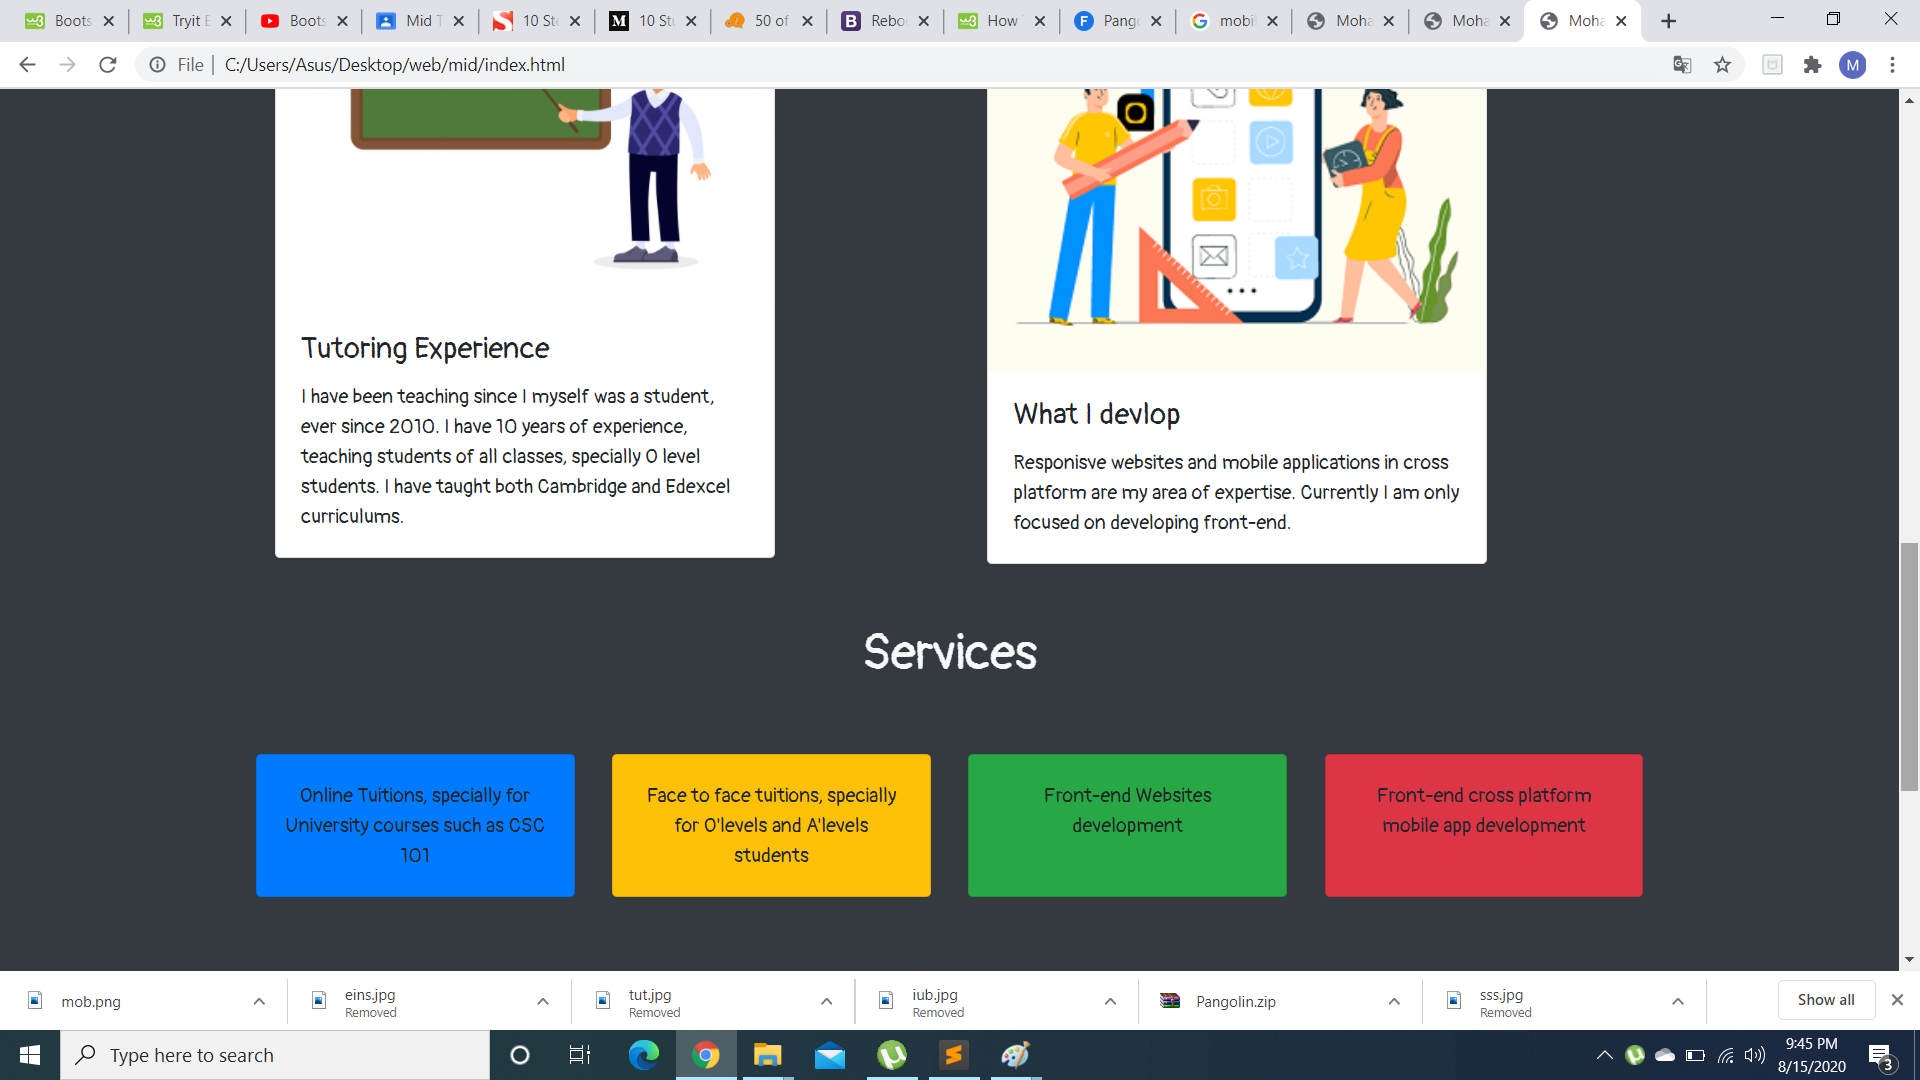 Boots
Tryit E
Boots
Mid T
10 Ste
10 Stu
50 of
Reboo
How T
Pang
mobil
Moha
Moha
Moha
File
C:/Users/Asus/Desktop/web/mid/index.html
M
Tutoring Experience
I have been teaching since I myself was a student,
ever since 2010. I have 10 years of experience,
teaching students of all classes, specially O level
students. I have taught both Cambridge and Edexcel
curriculums.
What I devlop
Responisve websites and mobile applications in cross
platform are my area of expertise. Currently I am only
focused on developing front-end.
Services
Online Tuitions, specially for
University courses such as CSC
101
Face to face tuitions, specially
for O'levels and A'levels
students
Front-end Websites
development
Front-end cross platform
mobile app development
mob.png
eins.jpg
Removed
tut.jpg
Removed
iub.jpg
Removed
Pangolin.zip
sss.jpg
Removed
Show all
Type here to search
9:45 PM
8/15/2020
3